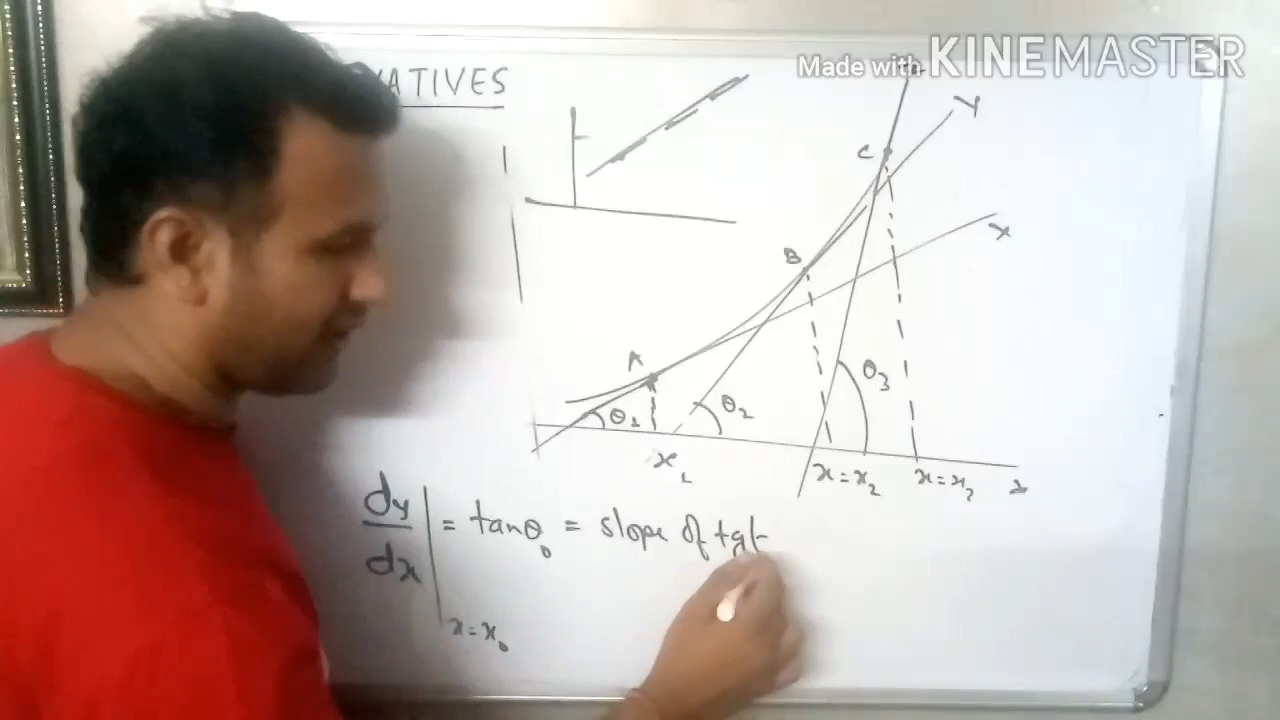 Made with KINEMASTER
VATIVES
Y
C
X
B
A
θ1
θ2
θ3
x1
x = x2
x = x3
dy/dx | x = x0 = tanθ0 = slope of tgt